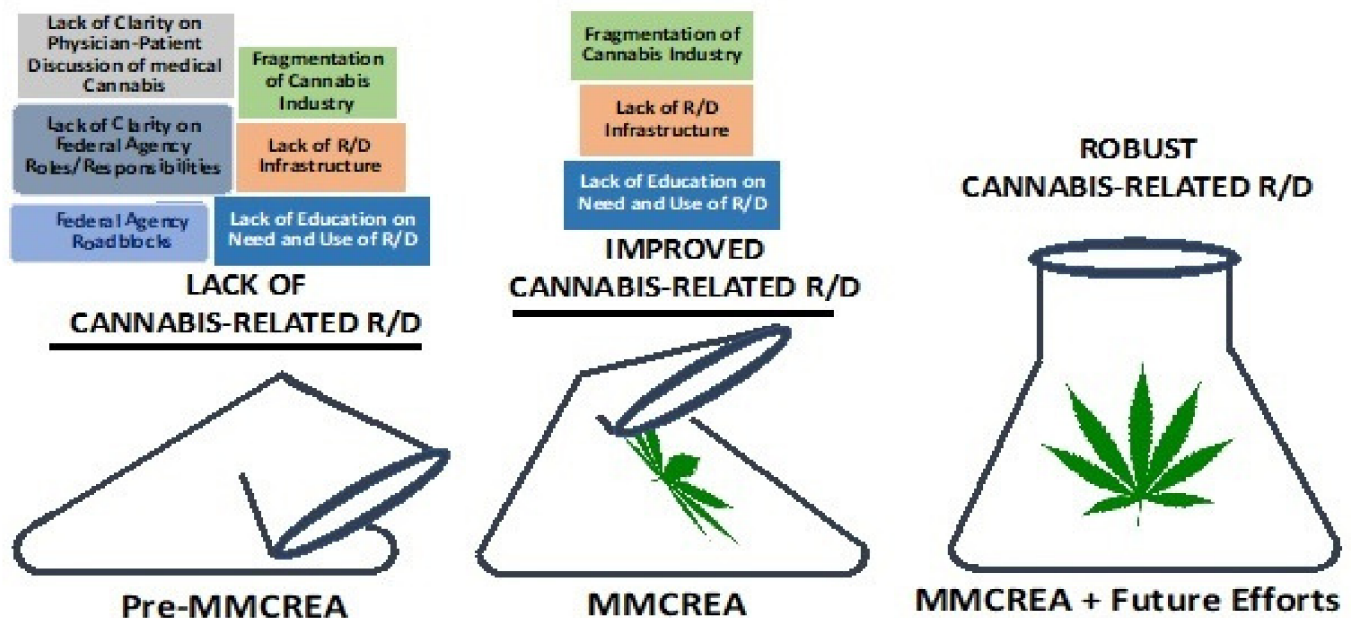 Lack of Clarity on
Physician-Patient
Discussion of medical
Cannabis
Fragmentation
of Cannabis
Industry
Lack of Clarity on
Federal Agency
Roles/Responsibilities
Lack of R/D
Infrastructure
Federal Agency
Roadblocks
Lack of Education on
Need and Use of R/D
LACK OF
CANNABIS-RELATED R/D
Pre-MMCREA
Fragmentation of
Cannabis Industry
Lack of R/D
Infrastructure
Lack of Education on
Need and Use of R/D
IMPROVED
CANNABIS-RELATED R/D
MMCREA
ROBUST
CANNABIS-RELATED R/D
MMCREA + Future Efforts